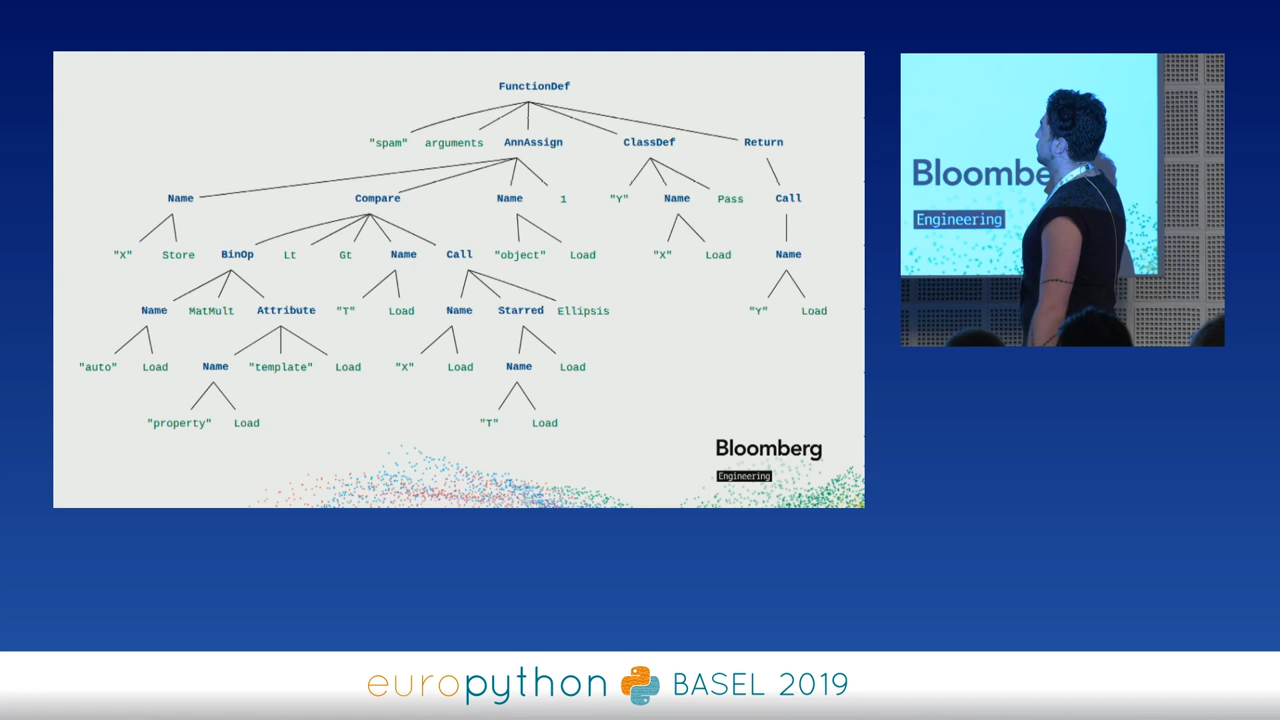 FunctionDef
"spam" arguments AnnAssign ClassDef Return
Name Compare Name 1 "Y" Name Pass Call
"X" Store BinOp Lt Gt Name Call "object" Load "X" Load Name
Name MatMult Attribute "T" Load Name Starred Ellipsis "Y" Load
"auto" Load Name "template" Load "X" Load Name Load
"property" Load "T" Load
Bloomberg
Engineering
Bloombe
Engineering
europython BASEL 2019